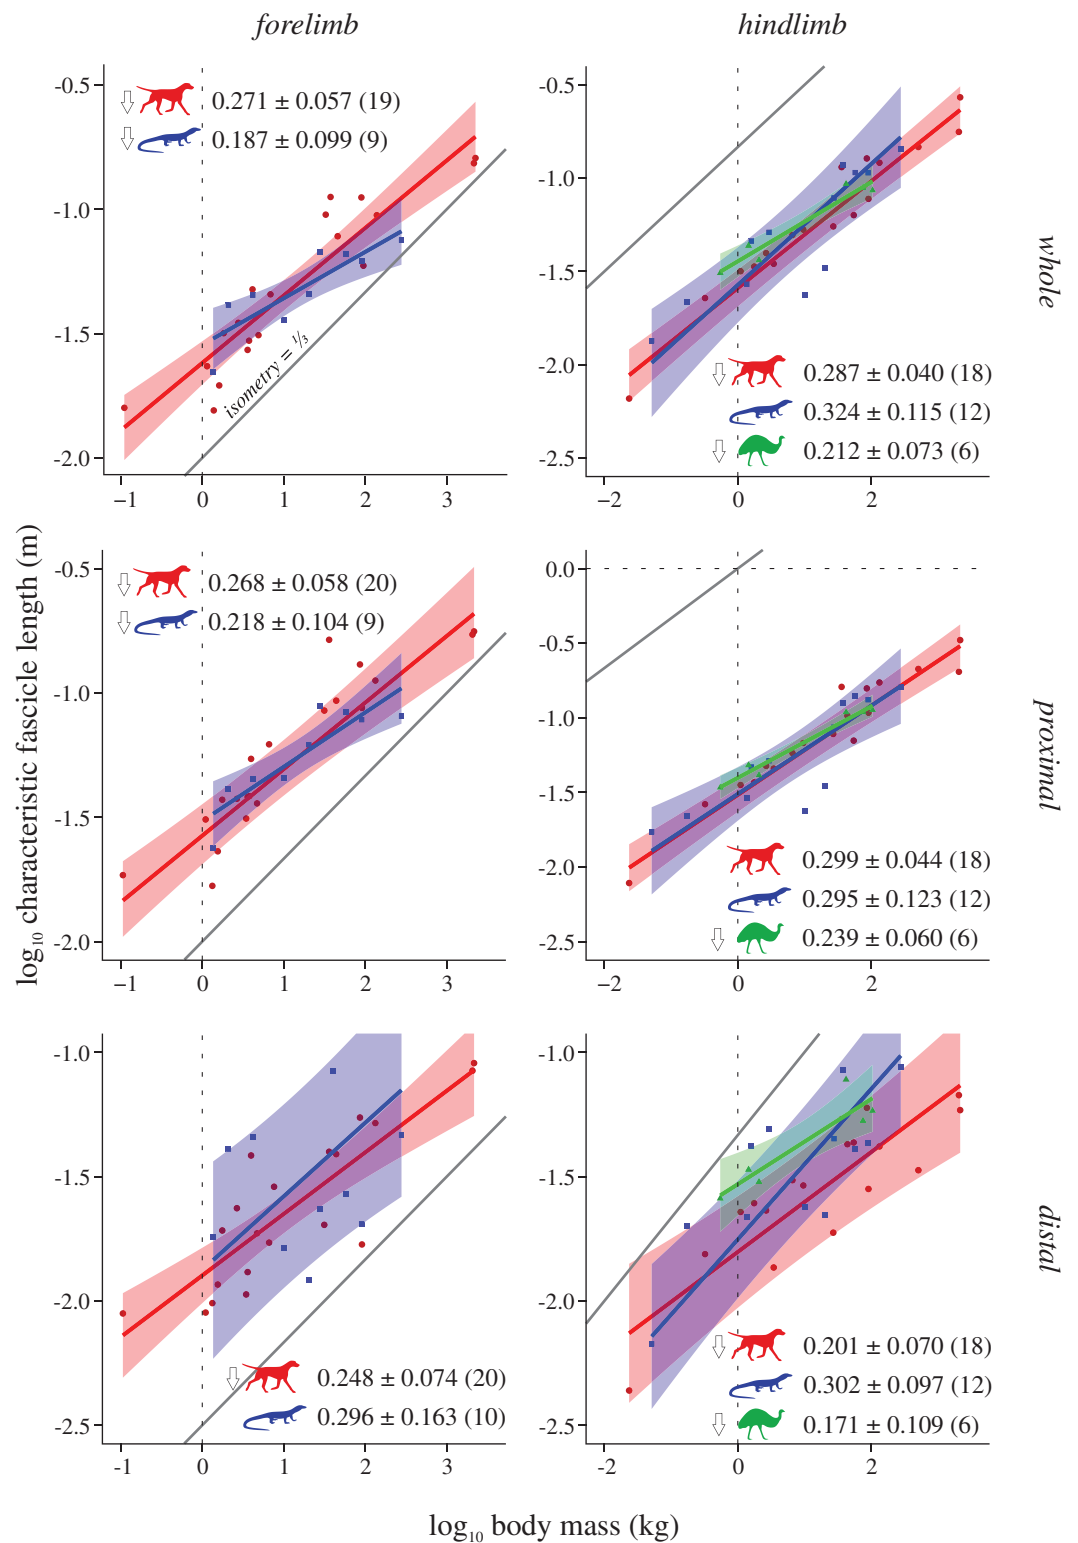 forelimb
hindlimb
-0.5
-1.0
-1.5
-2.0
−1
0
1
2
3
0.271 ± 0.057 (19)
0.187 ± 0.099 (9)
isometry = 1/3
-0.5
-1.0
-1.5
-2.0
-2.5
−2
0
2
0.287 ± 0.040 (18)
0.324 ± 0.115 (12)
0.212 ± 0.073 (6)
whole
-0.5
-1.0
-1.5
-2.0
−1
0
1
2
3
0.268 ± 0.058 (20)
0.218 ± 0.104 (9)
0.0
-0.5
-1.0
-1.5
-2.0
-2.5
−2
0
2
0.299 ± 0.044 (18)
0.295 ± 0.123 (12)
0.239 ± 0.060 (6)
proximal
log10 characteristic fascicle length (m)
-1.0
-1.5
-2.0
-2.5
-1
0
1
2
3
0.248 ± 0.074 (20)
0.296 ± 0.163 (10)
-1.0
-1.5
-2.0
-2.5
-2
0
2
0.201 ± 0.070 (18)
0.302 ± 0.097 (12)
0.171 ± 0.109 (6)
distal
log10 body mass (kg)